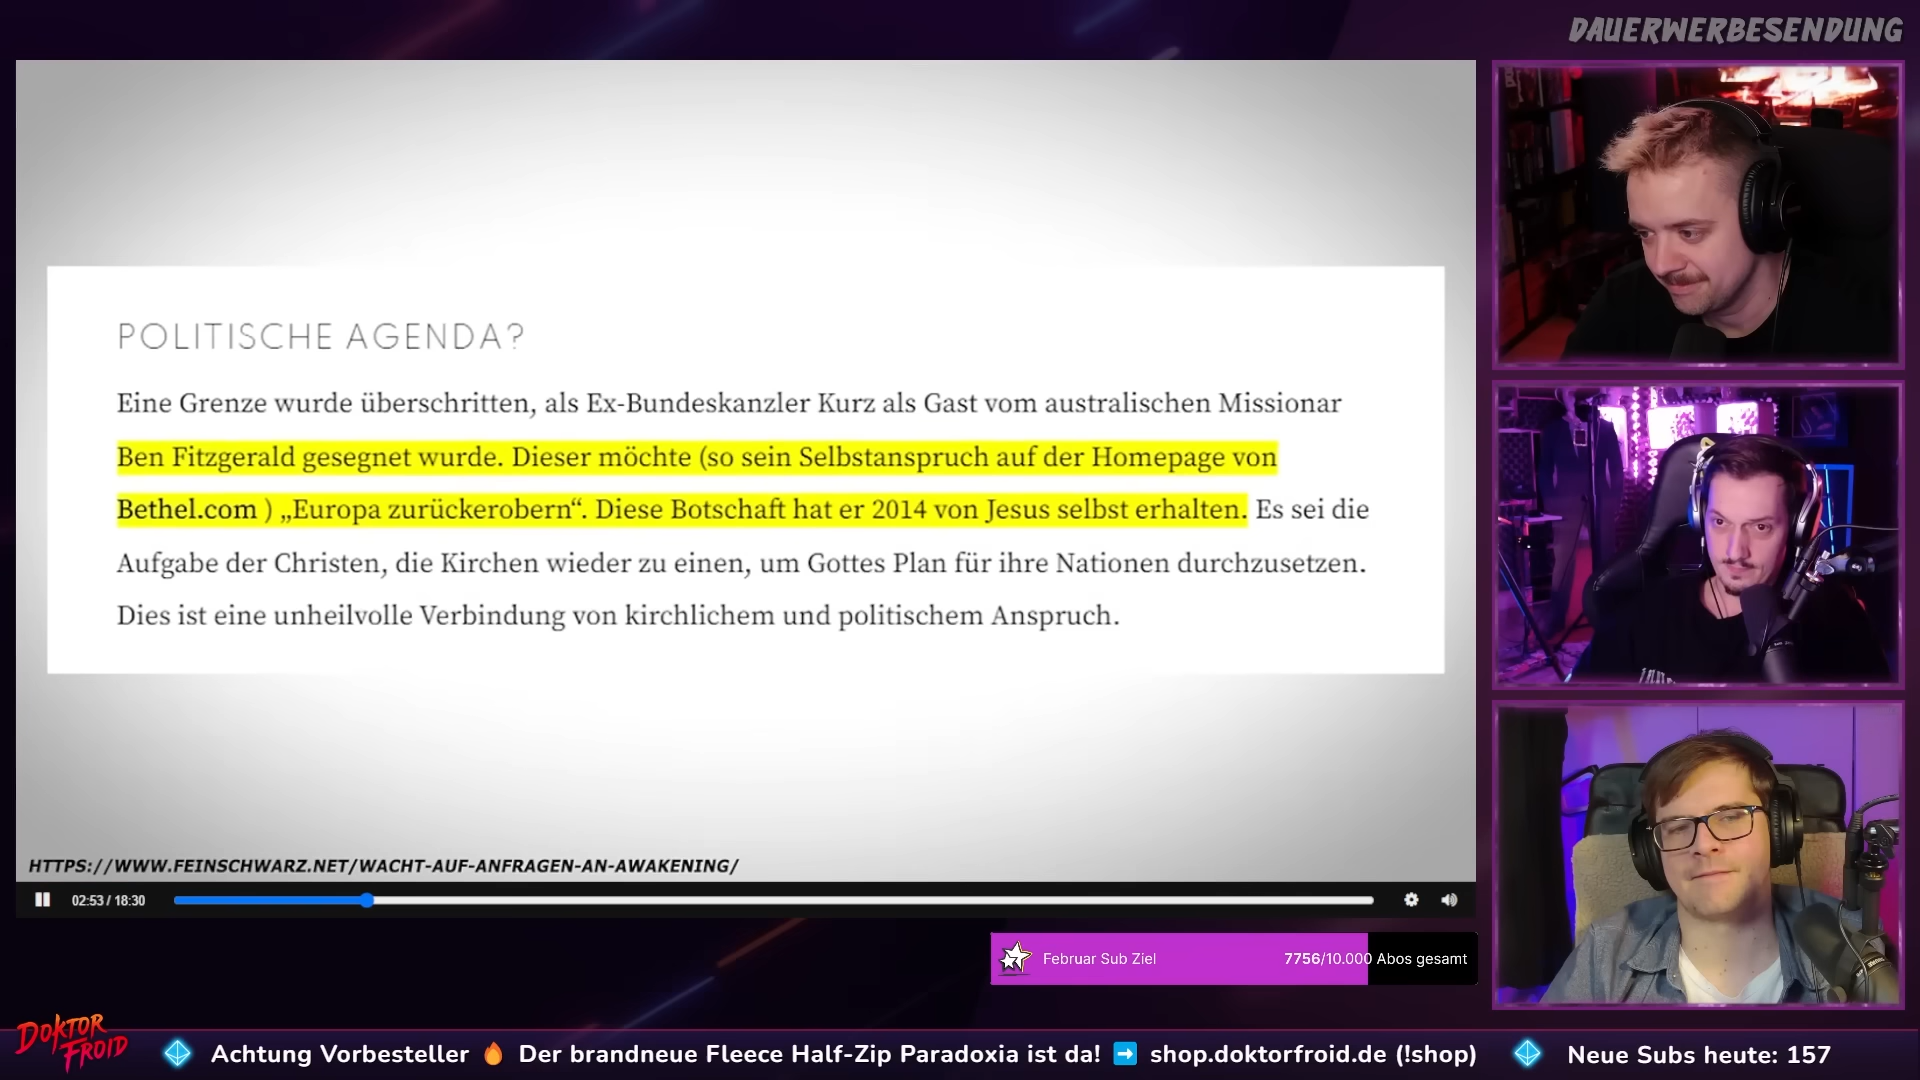 DAUERWERBESENDUNG
POLITISCHE AGENDA?
Eine Grenze wurde überschritten, als Ex-Bundeskanzler Kurz als Gast vom australischen Missionar
Ben Fitzgerald gesegnet wurde. Dieser möchte (so sein Selbstanspruch auf der Homepage von
Bethel.com ) „Europa zurückerobern“. Diese Botschaft hat er 2014 von Jesus selbst erhalten. Es sei die
Aufgabe der Christen, die Kirchen wieder zu einen, um Gottes Plan für ihre Nationen durchzusetzen.
Dies ist eine unheilvolle Verbindung von kirchlichem und politischem Anspruch.
HTTPS://WWW.FEINSCHWARZ.NET/WACHT-AUF-ANFRAGEN-AN-AWAKENING/
02:53 / 18:30
Februar Sub Ziel 7756/10.000 Abos gesamt
DOKTOR FROID
Achtung Vorbesteller 🔥 Der brandneue Fleece Half-Zip Paradoxia ist da! ➡ shop.doktorfroid.de (!shop) Neue Subs heute: 157